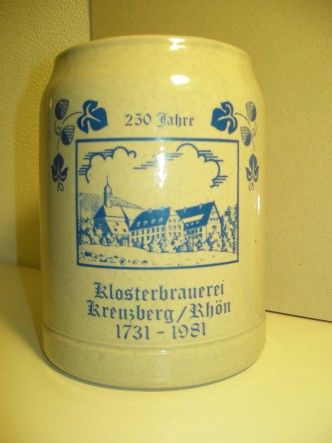 250 Jahre
Klosterbrauerei
Kreuzberg/Rhön
1731 - 1981